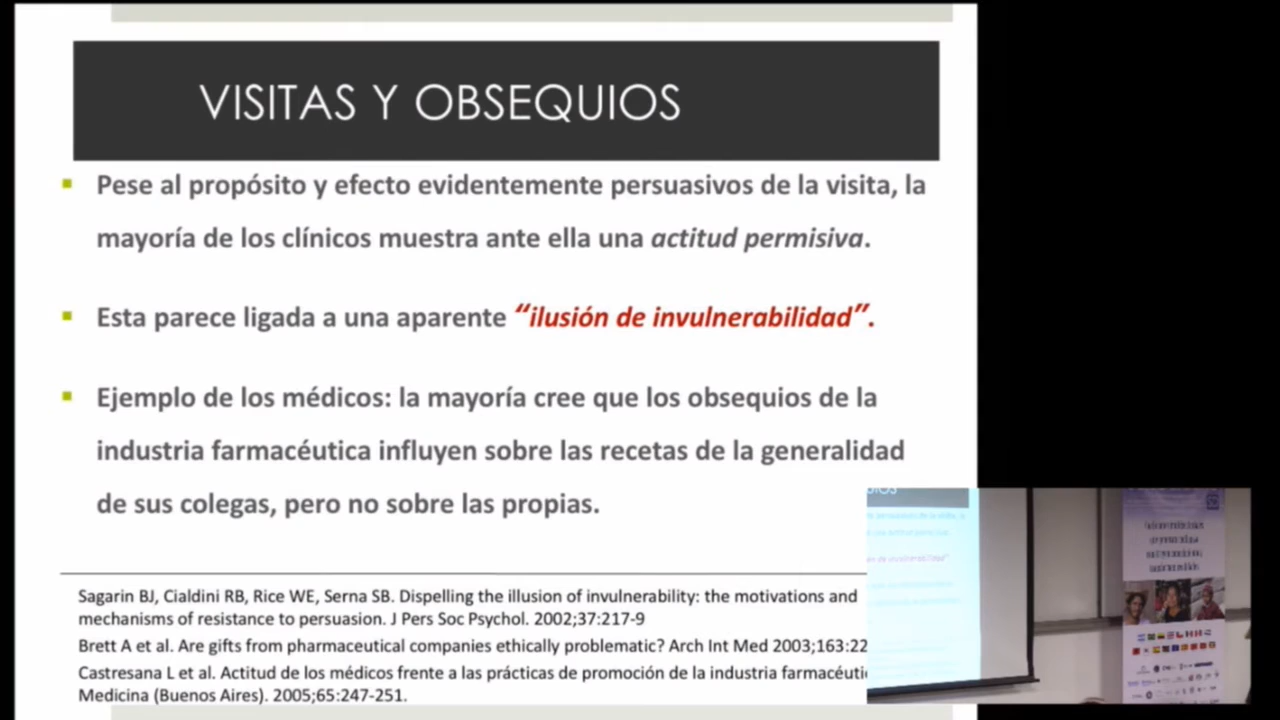 VISITAS Y OBSEQUIOS
Pese al propósito y efecto evidentemente persuasivos de la visita, la
mayoría de los clínicos muestra ante ella una actitud permisiva.
Esta parece ligada a una aparente “ilusión de invulnerabilidad”.
Ejemplo de los médicos: la mayoría cree que los obsequios de la
industria farmacéutica influyen sobre las recetas de la generalidad
de sus colegas, pero no sobre las propias.
Sagarin BJ, Cialdini RB, Rice WE, Serna SB. Dispelling the illusion of invulnerability: the motivations and
mechanisms of resistance to persuasion. J Pers Soc Psychol. 2002;37:217-9
Brett A et al. Are gifts from pharmaceutical companies ethically problematic? Arch Int Med 2003;163:22
Castresana L et al. Actitud de los médicos frente a las prácticas de promoción de la industria farmacéuti
Medicina (Buenos Aires). 2005;65:247-251.